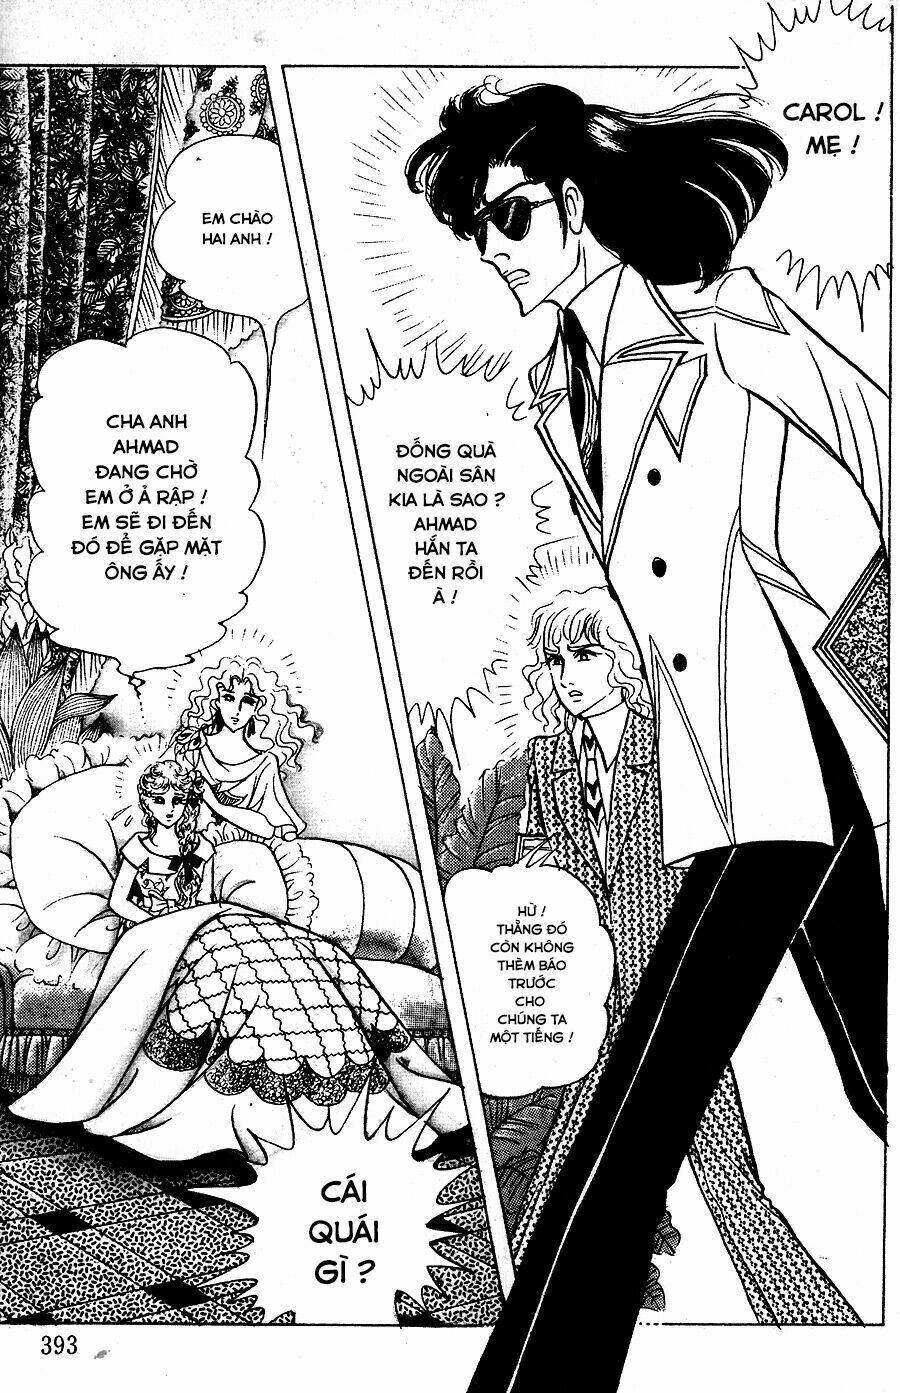 CAROL !
MẸ !
ĐỐNG QUÀ
NGOÀI SÂN
KIA LÀ SAO ?
AHMAD
HẮN TA
ĐẾN RỒI
À !
HỪ !
THẰNG ĐÓ
CÒN KHÔNG
THÈM BÁO
TRƯỚC
CHO
CHÚNG TA
MỘT TIẾNG !
EM CHÀO
HAI ANH !
CHA ANH
AHMAD
ĐANG CHỜ
EM Ở Ả RẬP !
EM SẼ ĐI ĐẾN
ĐÓ ĐỂ GẶP MẶT
ÔNG ẤY !
CÁI
QUÁI
GÌ ?
393